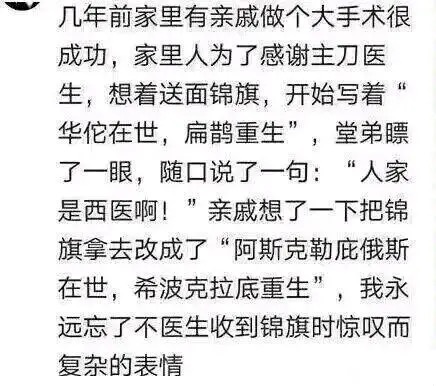 几年前家里有亲戚做个大手术很
成功，家里人为了感谢主刀医
生，想着送面锦旗，开始写着“
华佗在世，扁鹊重生”，堂弟瞟
了一眼，随口说了一句：“人家
是西医啊！”亲戚想了一下把锦
旗拿去改成了“阿斯克勒庇俄斯
在世，希波克拉底重生”，我永
远忘了不医生收到锦旗时惊叹而
复杂的表情